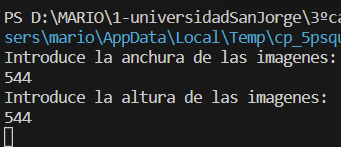 PS D:\MARIO\1-universidadSanJorge\3ºca
sers\mario\AppData\Local\Temp\cp_5psqu
Introduce la anchura de las imagenes:
544
Introduce la altura de las imagenes:
544